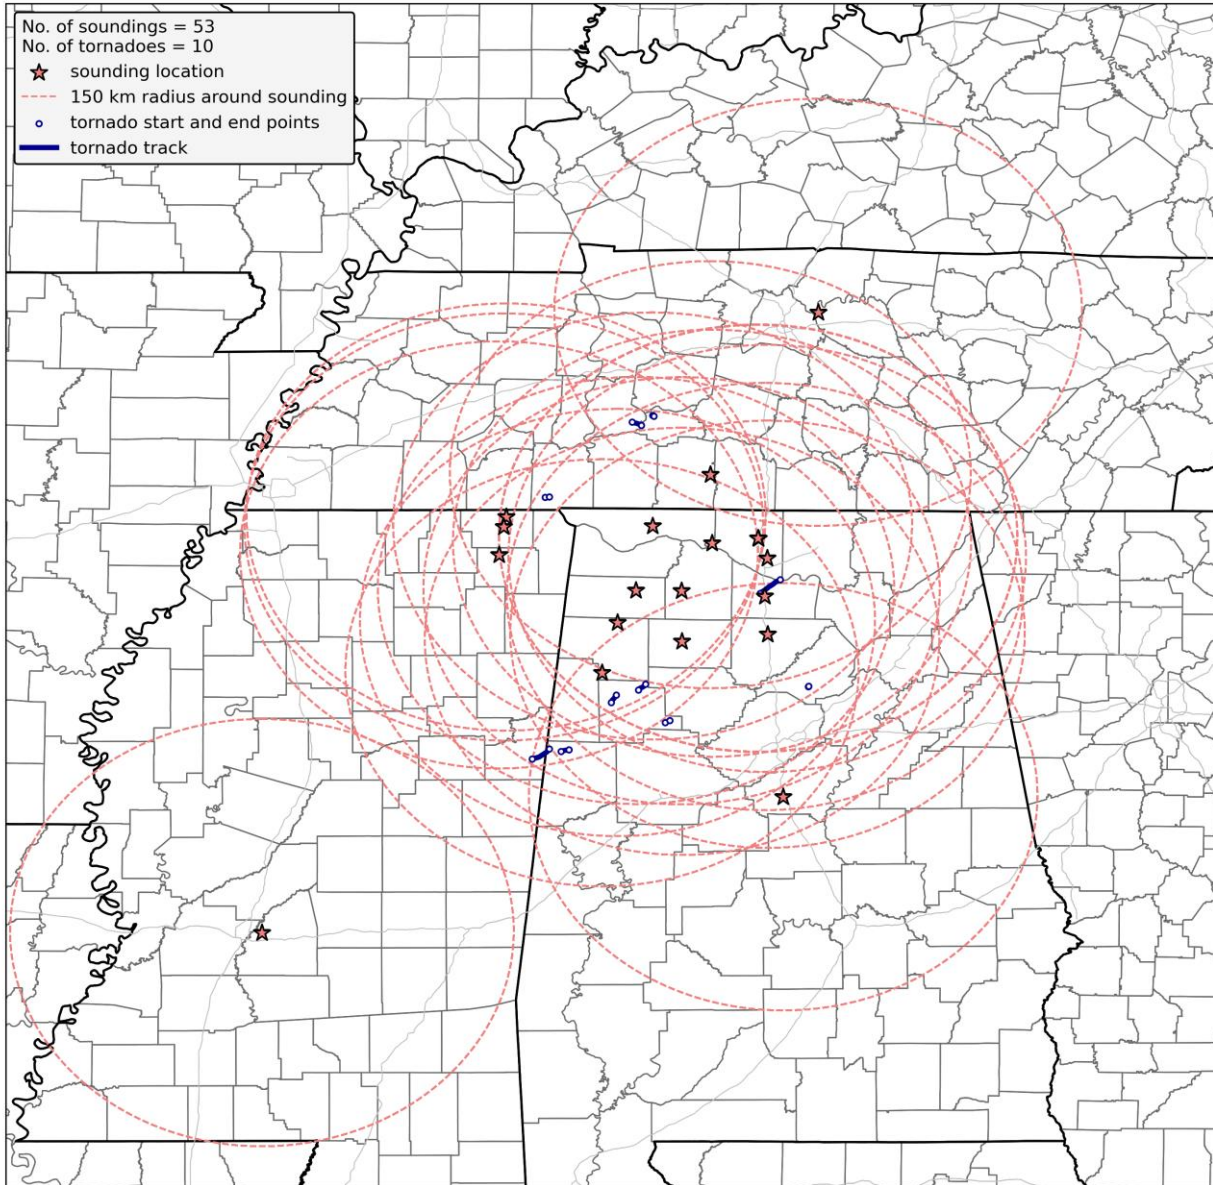 No. of soundings = 53
No. of tornadoes = 10
sounding location
150 km radius around sounding
tornado start and end points
tornado track